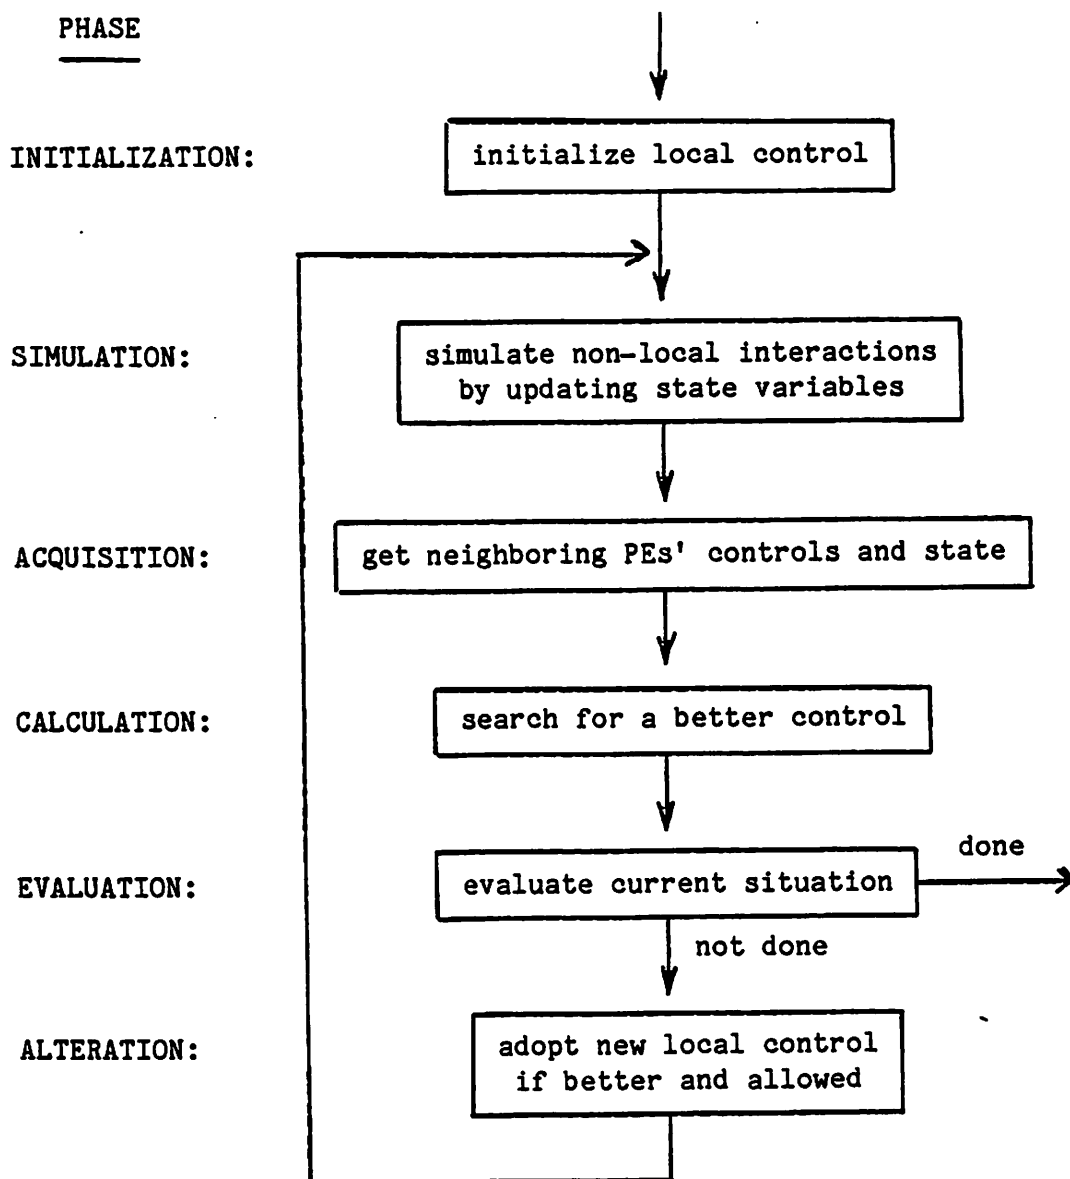 PHASE
INITIALIZATION:
initialize local control
SIMULATION:
simulate non-local interactions
by updating state variables
ACQUISITION:
get neighboring PEs' controls and state
CALCULATION:
search for a better control
EVALUATION:
evaluate current situation
done
not done
ALTERATION:
adopt new local control
if better and allowed